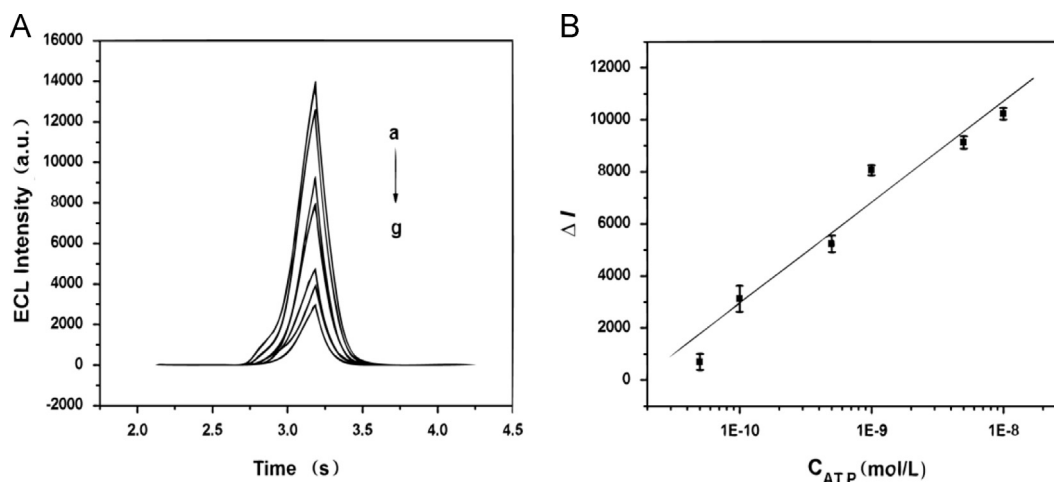 A
ECL Intensity (a.u.)
16000
14000
12000
10000
8000
6000
4000
2000
0
-2000
a
g
2.0 2.5 3.0 3.5 4.0 4.5
Time (s)
B
Δ I
12000
10000
8000
6000
4000
2000
0
1E-10 1E-9 1E-8
C_ATP (mol/L)